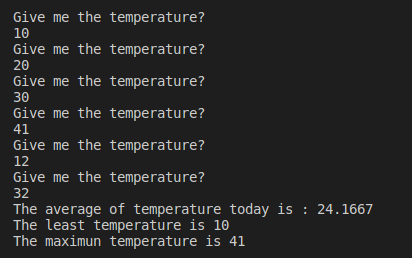 Give me the temperature?
10
Give me the temperature?
20
Give me the temperature?
30
Give me the temperature?
41
Give me the temperature?
12
Give me the temperature?
32
The average of temperature today is : 24.1667
The least temperature is 10
The maximun temperature is 41